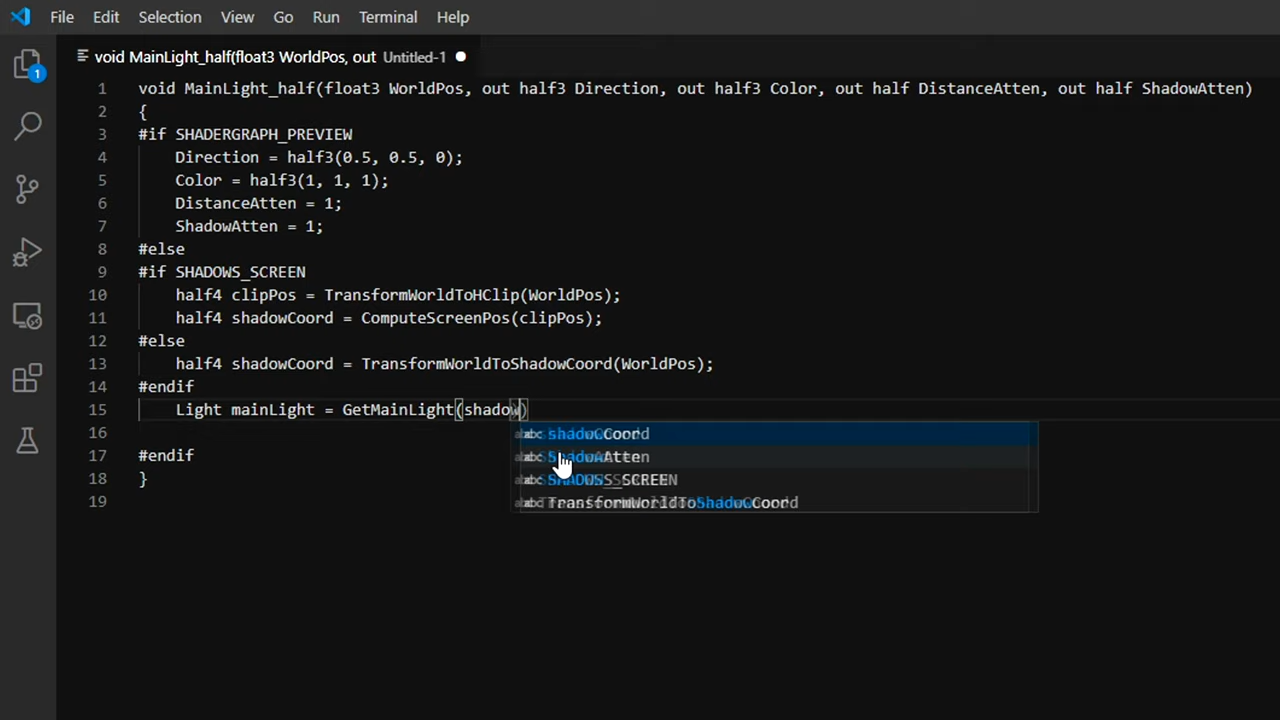 File Edit Selection View Go Run Terminal Help
void MainLight_half(float3 WorldPos, out Untitled-1
1
1 void MainLight_half(float3 WorldPos, out half3 Direction, out half3 Color, out half DistanceAtten, out half ShadowAtten)
2 {
3 #if SHADERGRAPH_PREVIEW
4 Direction = half3(0.5, 0.5, 0);
5 Color = half3(1, 1, 1);
6 DistanceAtten = 1;
7 ShadowAtten = 1;
8 #else
9 #if SHADOWS_SCREEN
10 half4 clipPos = TransformWorldToHClip(WorldPos);
11 half4 shadowCoord = ComputeScreenPos(clipPos);
12 #else
13 half4 shadowCoord = TransformWorldToShadowCoord(WorldPos);
14 #endif
15 Light mainLight = GetMainLight(shadow)
16
abc shadowCoord
abc ShadowAtten
17 #endif
abc SHADOWS_SCREEN
18 }
abc TransformWorldToShadowCoord
19